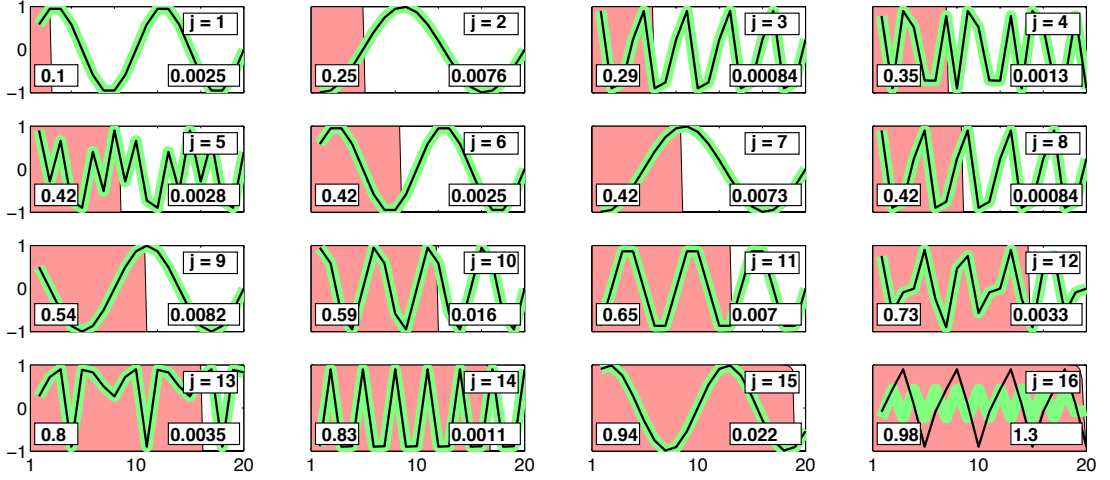 1 j = 1 j = 2 j = 3 j = 4
0
0.1 0.0025 0.25 0.0076 0.29 0.00084 0.35 0.0013
−1
1 j = 5 j = 6 j = 7 j = 8
0
0.42 0.0028 0.42 0.0025 0.42 0.0073 0.42 0.00084
−1
1 j = 9 j = 10 j = 11 j = 12
0
0.54 0.0082 0.59 0.016 0.65 0.007 0.73 0.0033
−1
1 j = 13 j = 14 j = 15 j = 16
0
0.8 0.0035 0.83 0.0011 0.94 0.022 0.98 1.3
−1
1 10 20 1 10 20 1 10 20 1 10 20